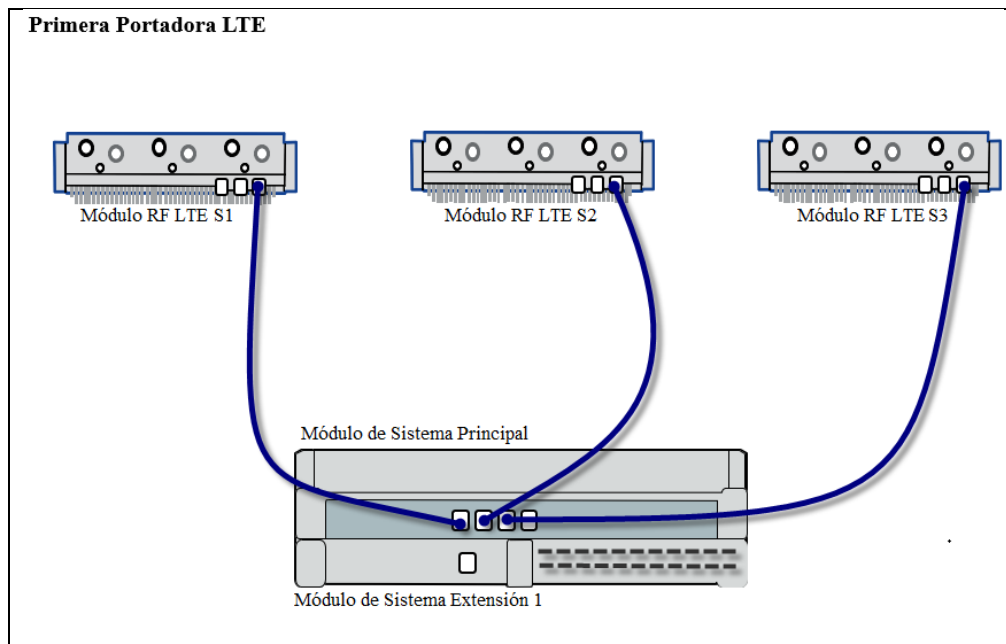 Primera Portadora LTE
Módulo RF LTE S1
Módulo RF LTE S2
Módulo RF LTE S3
Módulo de Sistema Principal
Módulo de Sistema Extensión 1